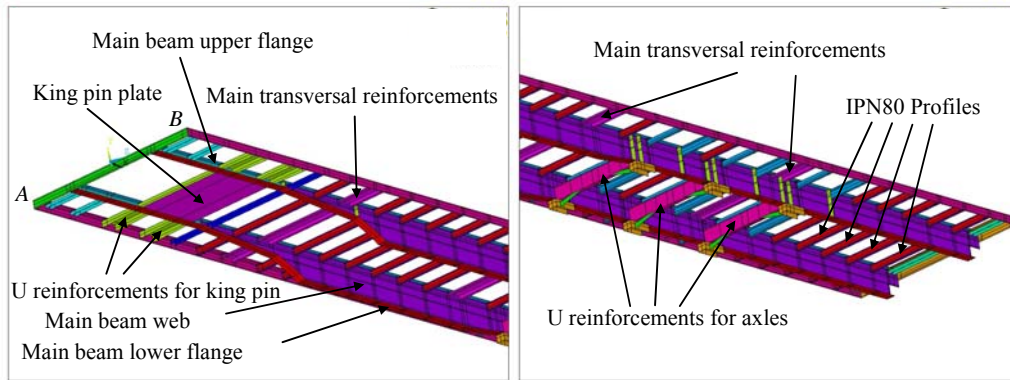 Main beam upper flange
King pin plate
Main transversal reinforcements
B
A
U reinforcements for king pin
Main beam web
Main beam lower flange
Main transversal reinforcements
IPN80 Profiles
U reinforcements for axles